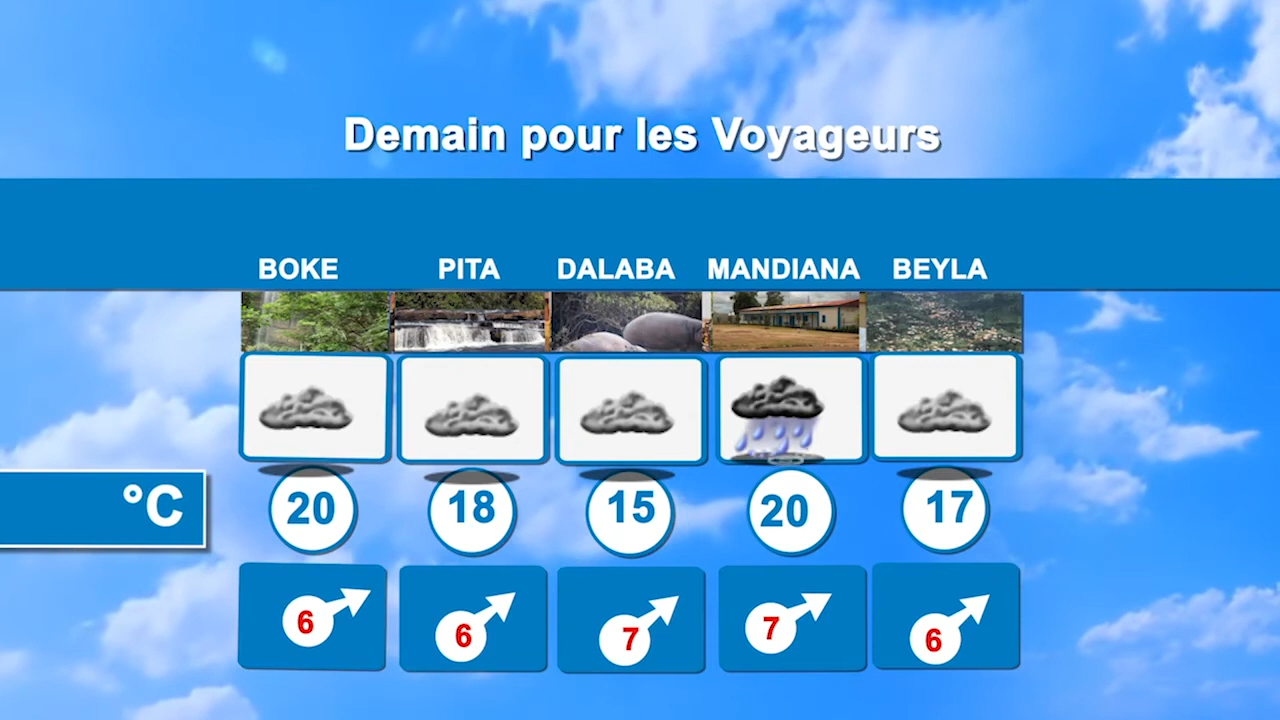 Demain pour les Voyageurs
BOKE PITA DALABA MANDIANA BEYLA
°C 20 18 15 20 17
6 6 7 7 6